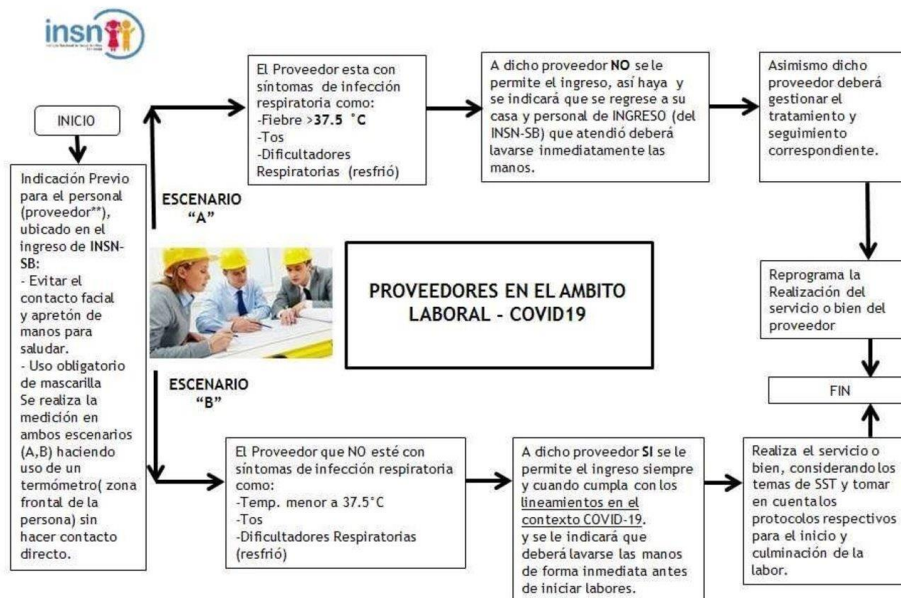 insn
INICIO
Indicación Previo
para el personal
(proveedor**),
ubicado en el
ingreso de INSN-
SB:
- Evitar el
contacto facial
y apretón de
manos para
saludar.
- Uso obligatorio
de mascarilla
Se realiza la
medición en
ambos escenarios
(A,B) haciendo
uso de un
termómetro( zona
frontal de la
persona) sin
hacer contacto
directo.
ESCENARIO
“A”
El Proveedor esta con
síntomas de infección
respiratoria como:
-Fiebre >37.5 °C
-Tos
-Dificultadores
Respiratorias (resfrió)
A dicho proveedor NO se le
permite el ingreso, así haya y
se indicará que se regrese a su
casa y personal de INGRESO (del
INSN-SB) que atendió deberá
lavarse inmediatamente las
manos.
Asimismo dicho
proveedor deberá
gestionar el
tratamiento y
seguimiento
correspondiente.
Reprograma la
Realización del
servicio o bien del
proveedor
FIN
PROVEEDORES EN EL AMBITO
LABORAL - COVID19
ESCENARIO
“B”
El Proveedor que NO esté con
síntomas de infección respiratoria
como:
-Temp. menor a 37.5°C
-Tos
-Dificultadores Respiratorias
(resfrió)
A dicho proveedor SI se le
permite el ingreso siempre
y cuando cumpla con los
lineamientos en el
contexto COVID-19.
y se le indicará que
deberá lavarse las manos
de forma inmediata antes
de iniciar labores.
Realiza el servicio o
bien, considerando los
temas de SST y tomar
en cuenta los
protocolos respectivos
para el inicio y
culminación de la
labor.